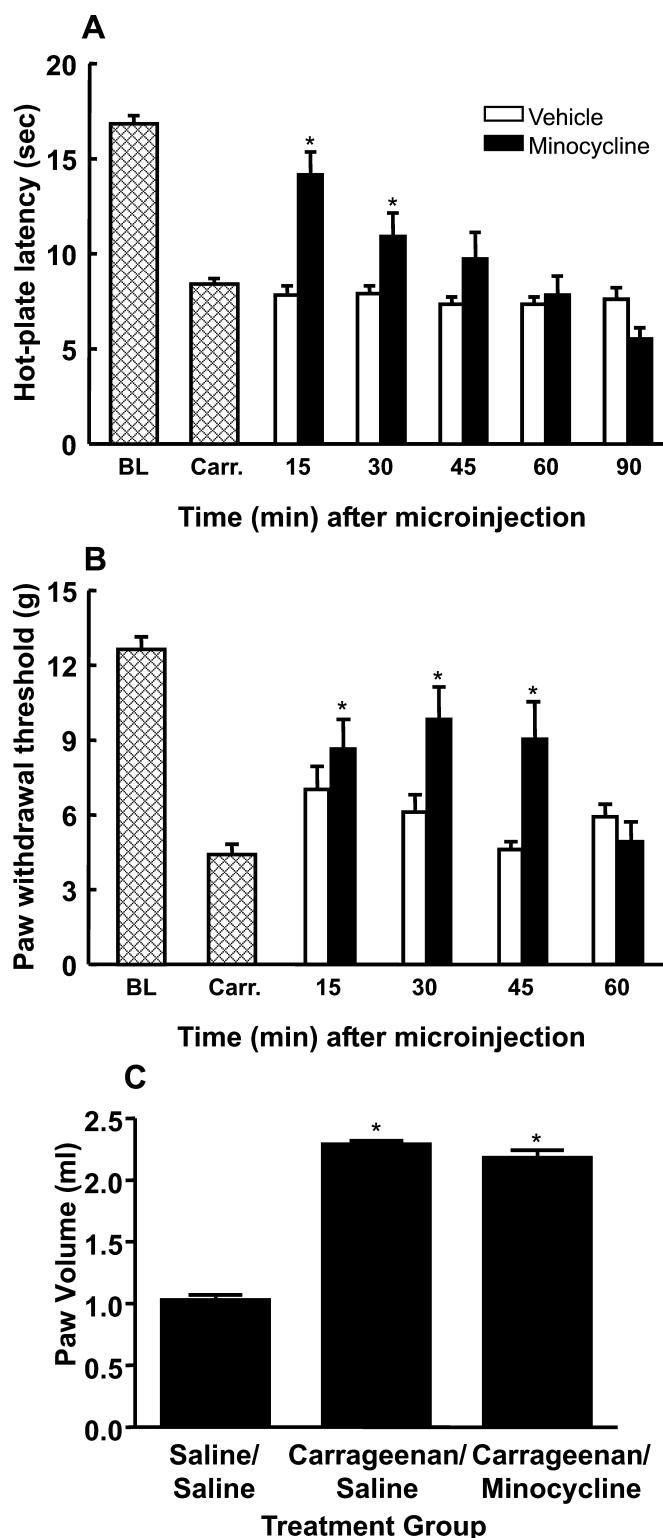 A
Hot-plate latency (sec)
20
15
10
5
0
Vehicle
Minocycline
*
*
BL Carr. 15 30 45 60 90
Time (min) after microinjection
B
Paw withdrawal threshold (g)
15
12
9
6
3
0
*
*
*
BL Carr. 15 30 45 60
Time (min) after microinjection
C
Paw Volume (ml)
2.5
2.0
1.5
1.0
0.5
0.0
*
*
Saline/ Carrageenan/ Carrageenan/
Saline Saline Minocycline
Treatment Group